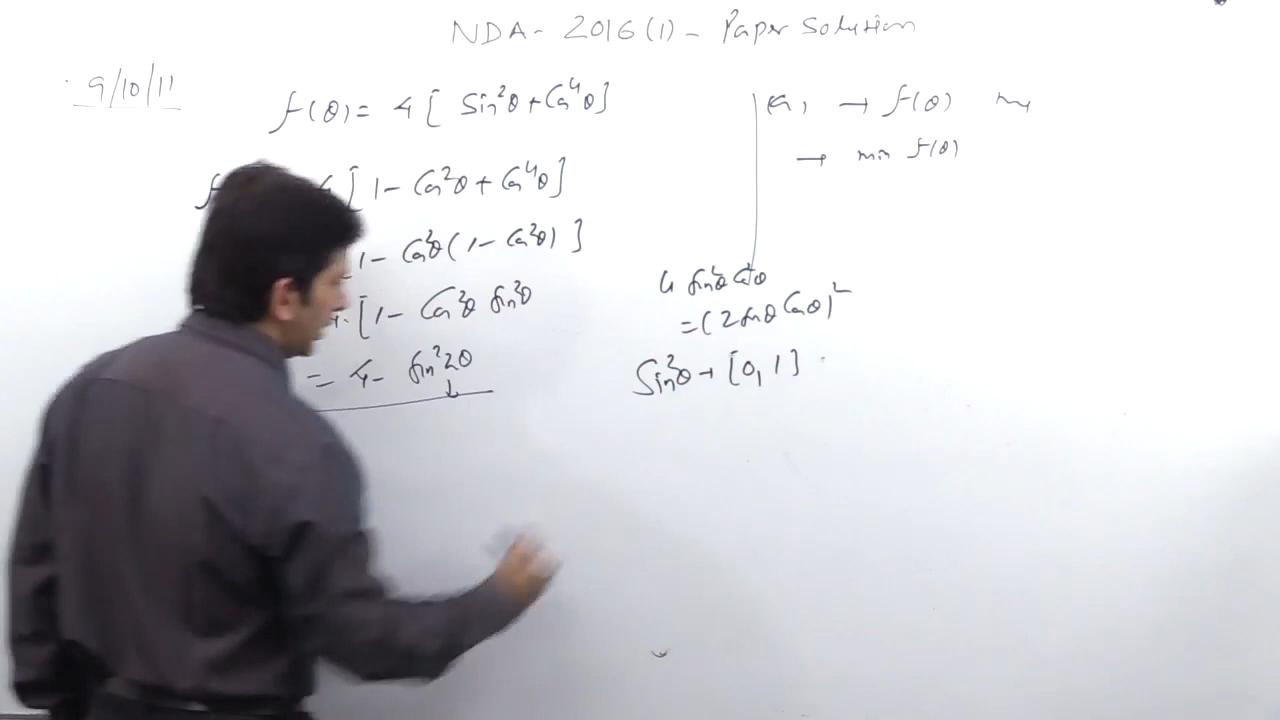 NDA - 2016 (1) - Paper Solution
9/10/11
f(θ) = 4 [ Sin²θ + Cos⁴θ ]
f [ 1 - Cos²θ + Cos⁴θ ]
1 - Cos²θ ( 1 - Cos²θ ) ]
4 [ 1 - Cos²θ Sin²θ
= 4 - Sin²2θ
→ f(θ)
→ min f(θ)
4 Sin²θ Cos²θ
= ( 2 Sinθ Cosθ )²
Sin²θ → [0, 1]